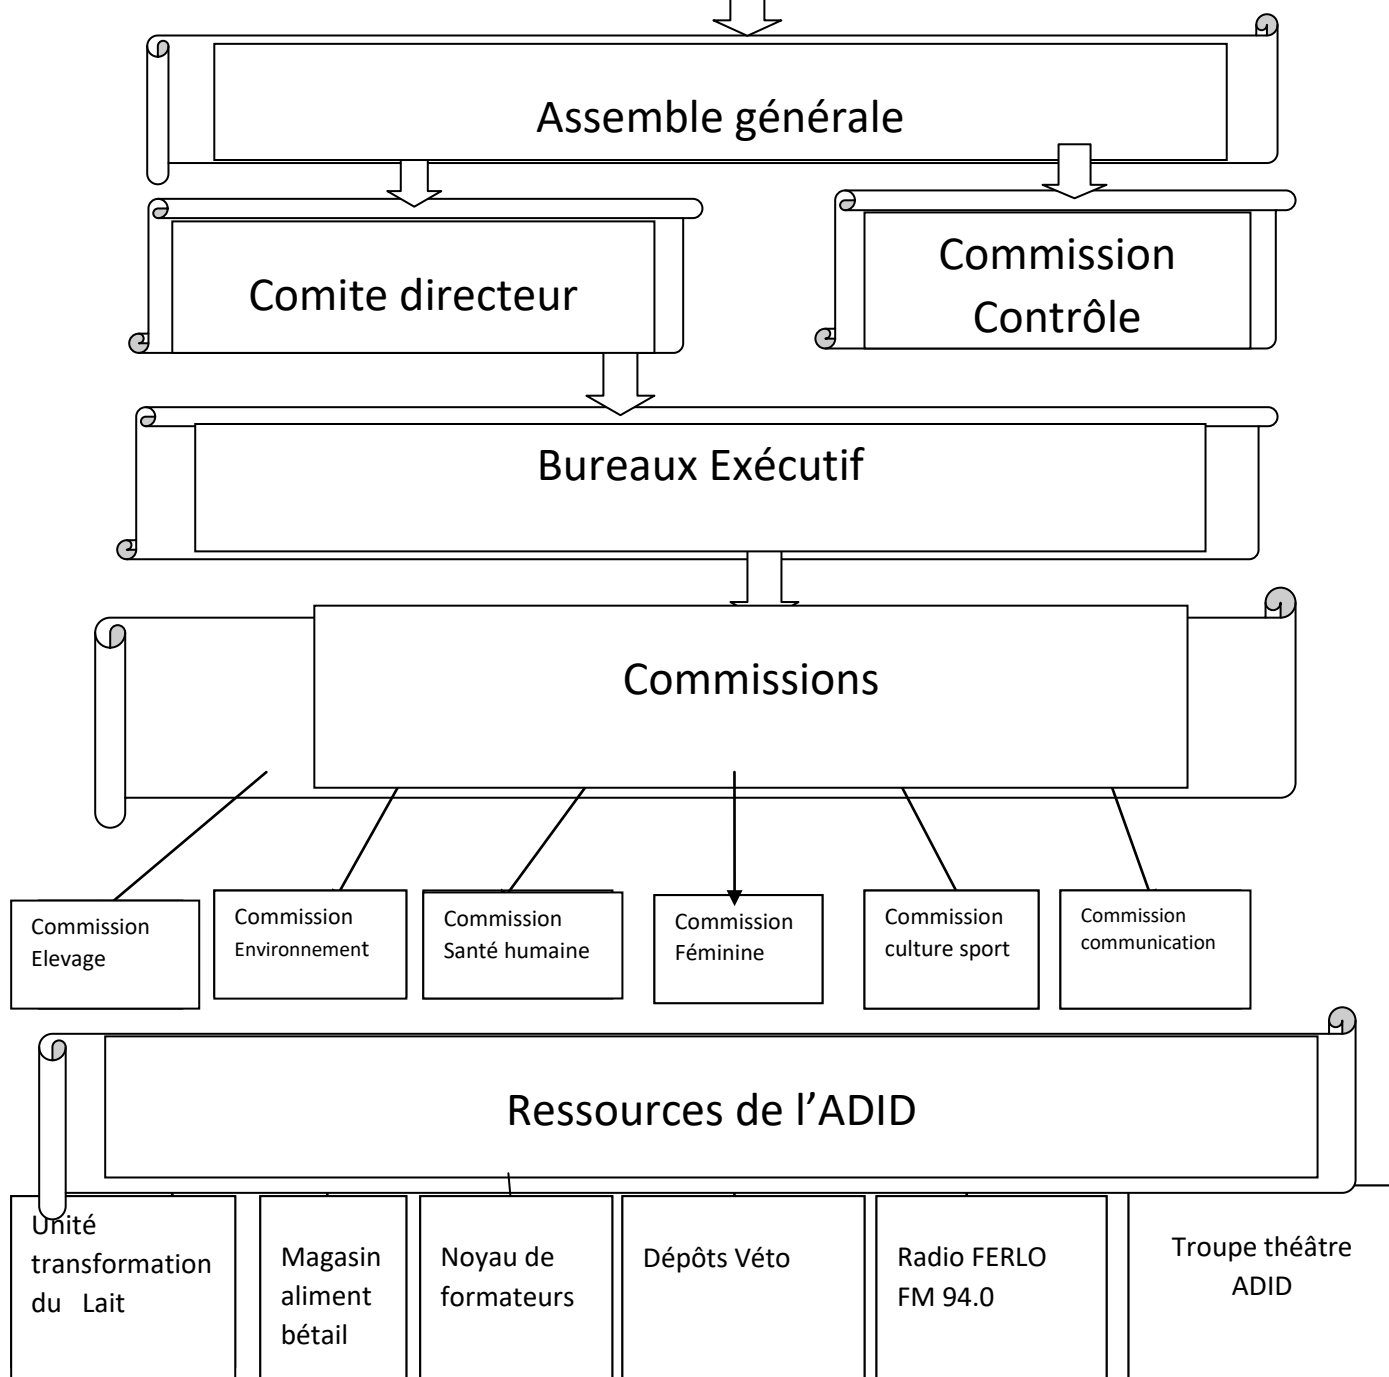 Assemble générale
Comite directeur
Commission
Contrôle
Bureaux Exécutif
Commissions
Commission
Elevage
Commission
Environnement
Commission
Santé humaine
Commission
Féminine
Commission
culture sport
Commission
communication
Ressources de l’ADID
Unité
transformation
du Lait
Magasin
aliment
bétail
Noyau de
formateurs
Dépôts Véto
Radio FERLO
FM 94.0
Troupe théâtre
ADID